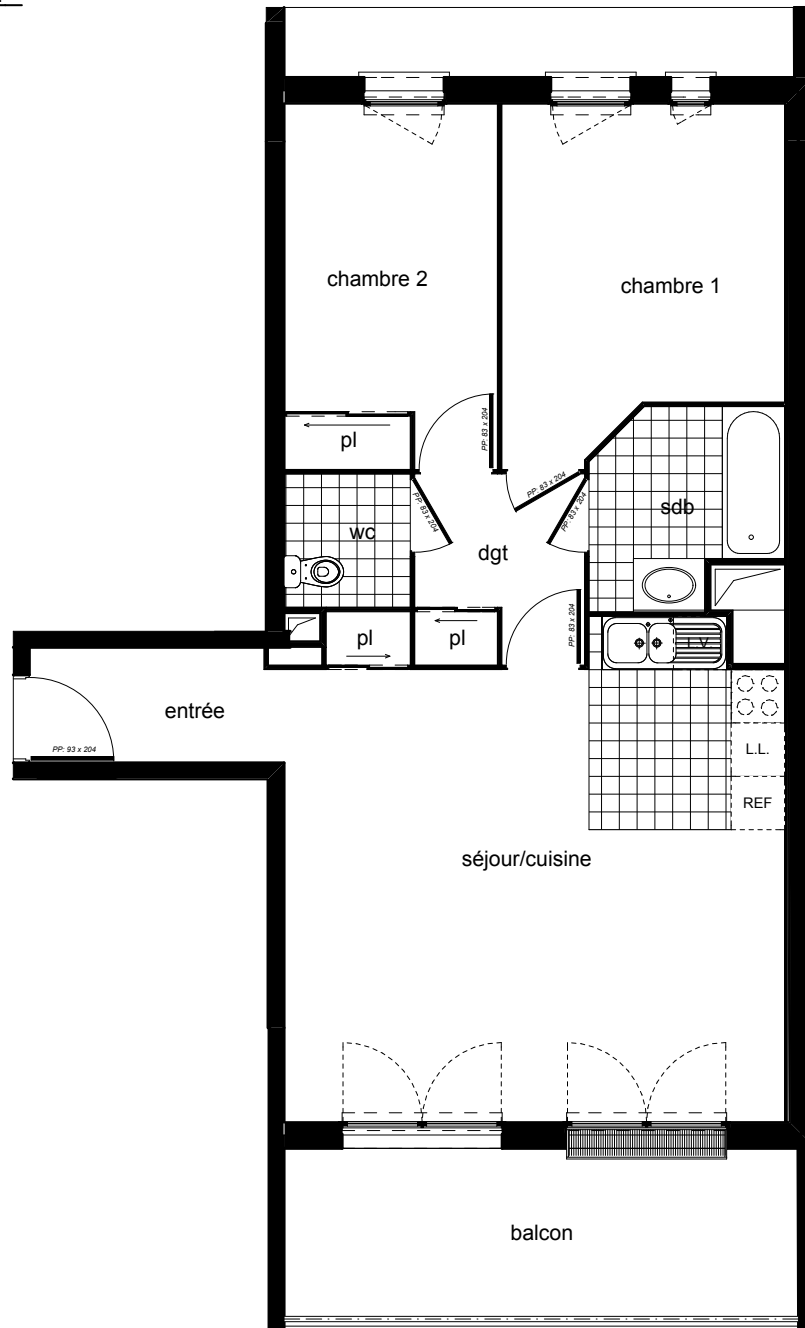 chambre 2
chambre 1
PP: 83 x 204
pl
PP: 83 x 204
PP: 83 x 204
PP: 83 x 204
sdb
wc
dgt
PP: 83 x 204
pl
pl
L.V
entrée
PP: 93 x 204
L.L.
REF
séjour/cuisine
balcon